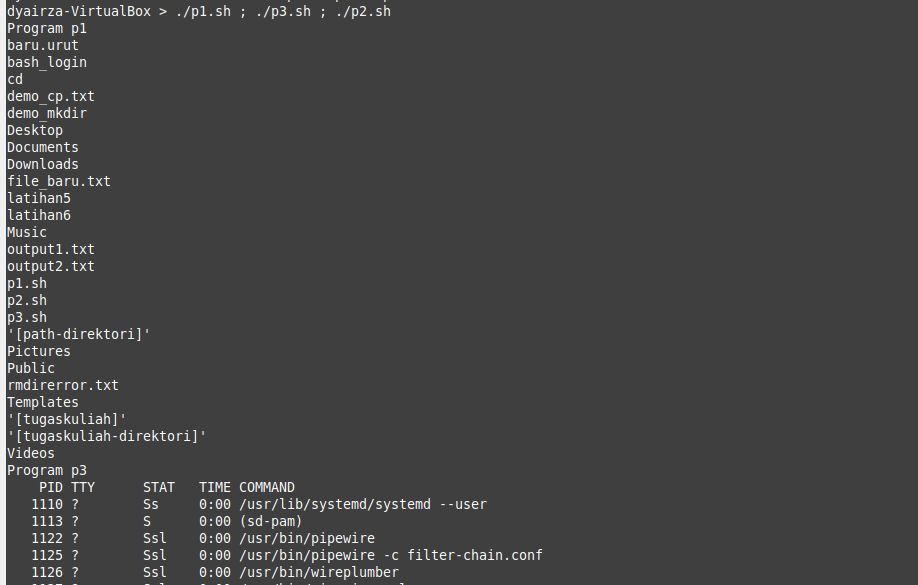 dyairza-VirtualBox > ./p1.sh ; ./p3.sh ; ./p2.sh
Program p1
baru.urut
bash_login
cd
demo_cp.txt
demo_mkdir
Desktop
Documents
Downloads
file_baru.txt
latihan5
latihan6
Music
output1.txt
output2.txt
p1.sh
p2.sh
p3.sh
'[path-direktori]'
Pictures
Public
rmdirerror.txt
Templates
'[tugaskuliah]'
'[tugaskuliah-direktori]'
Videos
Program p3
    PID TTY      STAT   TIME COMMAND
   1110 ?        Ss     0:00 /usr/lib/systemd/systemd --user
   1113 ?        S      0:00 (sd-pam)
   1122 ?        Ssl    0:00 /usr/bin/pipewire
   1125 ?        Ssl    0:00 /usr/bin/pipewire -c filter-chain.conf
   1126 ?        Ssl    0:00 /usr/bin/wireplumber